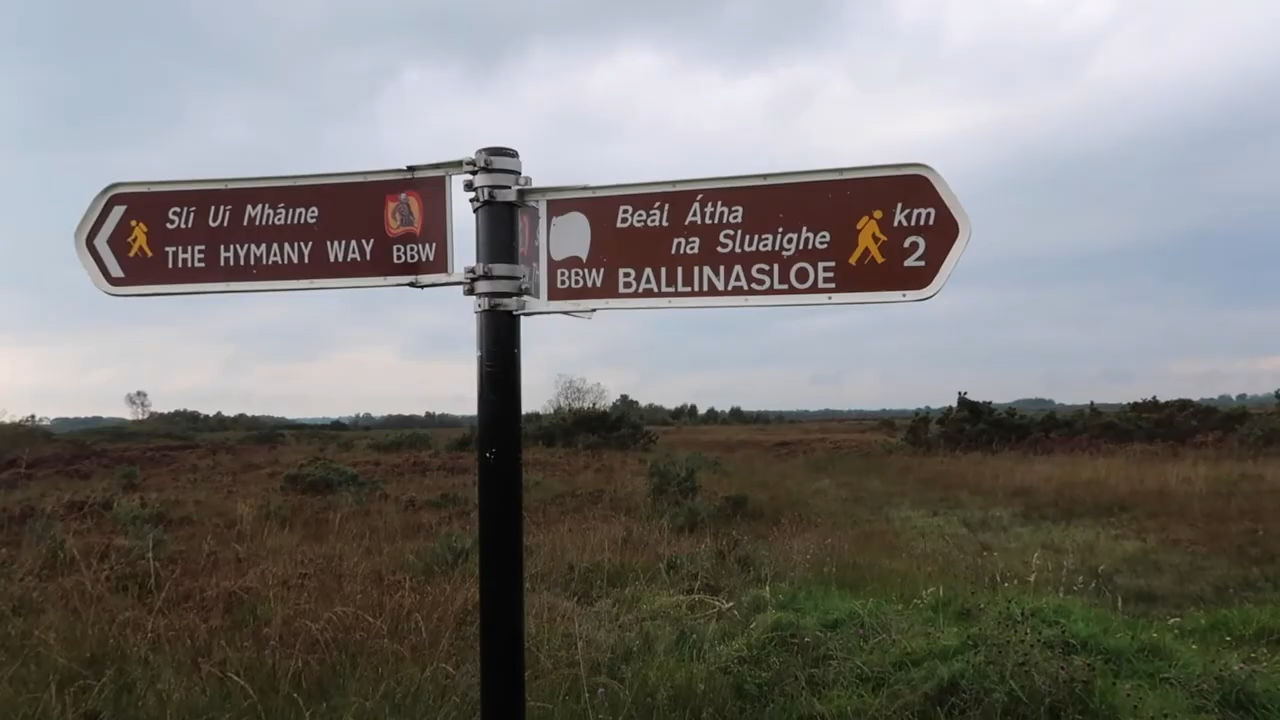 Slí Uí Mháine
THE HYMANY WAY
BBW
Beál Átha
na Sluaighe
BALLINASLOE
BBW
km
2